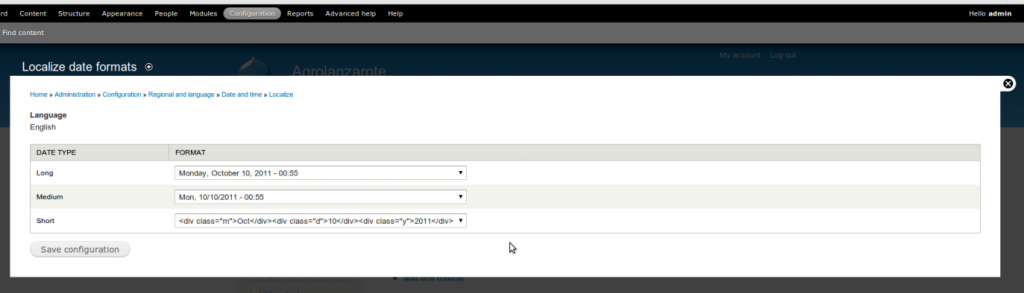 rd Content Structure Appearance People Modules Configuration Reports Advanced help Help Hello admin
Find content
My account Log out
Localize date formats
Agrolanzarote
Home » Administration » Configuration » Regional and language » Date and time » Localize
Language
English
DATE TYPE FORMAT
Long Monday, October 10, 2011 - 00:55
Medium Mon, 10/10/2011 - 00:55
Short <div class="m">Oct</div><div class="d">10</div><div class="y">2011</div>
Save configuration
Add new content